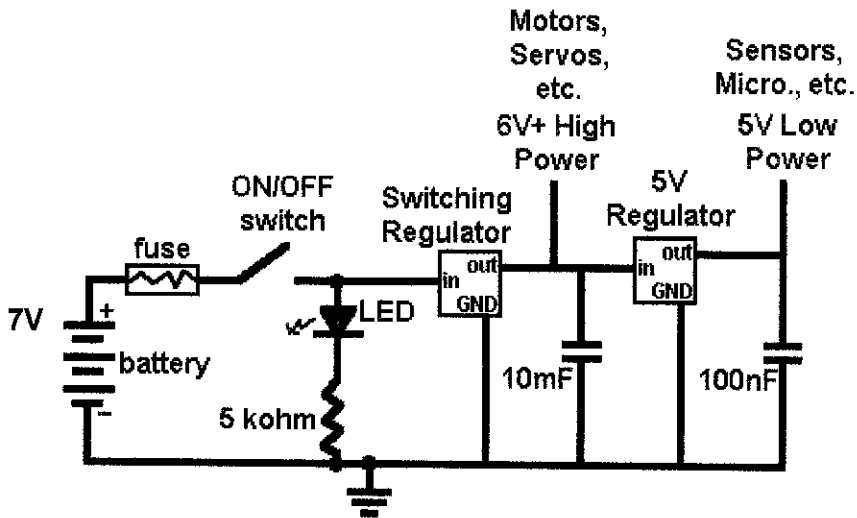 Motors,
Servos,
etc.
6V+ High
Power
Sensors,
Micro., etc.
5V Low
Power
ON/OFF
switch
Switching
Regulator
5V
Regulator
fuse
in
out
GND
in
out
GND
7V
+
battery
-
LED
5 kohm
10mF
100nF